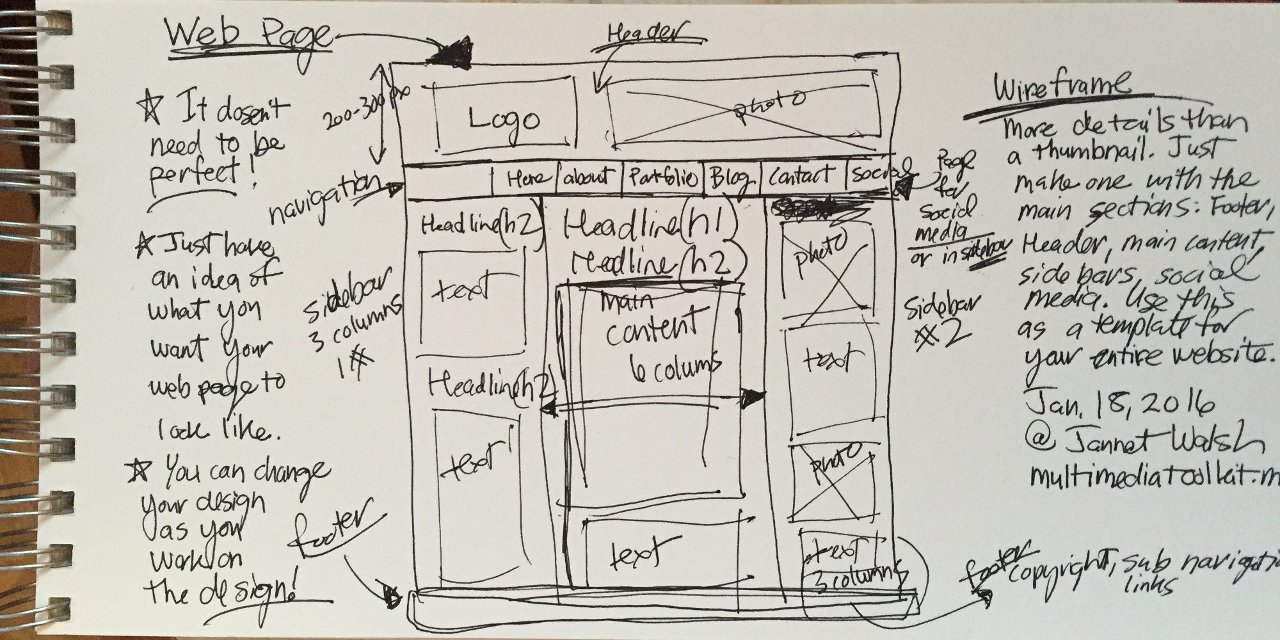 Web Page
☆ It dosen't
need to be
perfect!
☆ Just have
an idea of
what you
want your
web page to
look like.
☆ You can change
your design
as you
work on
the design!
Header
200-300 px
Logo
photo
navigation
Home about Portfolio Blog Contact Social
Page
for
social
media
or in sidebar
Headline(h2)
text
Headline(h2)
text
sidebar
3 columns
1#
Headline(h1)
Headline(h2)
main
content
6 colums
text
photo
text
photo
text
3 columns
sidebar
#2
footer
footer
copyright, sub navigati
links
Wireframe
more details than
a thumbnail. Just
make one with the
main sections: Footer,
Header, main content,
side bars, social
media. Use this
as a template for
your entire website.
Jan. 18, 2016
@ Jannet Walsh
multimediatoolkit.m